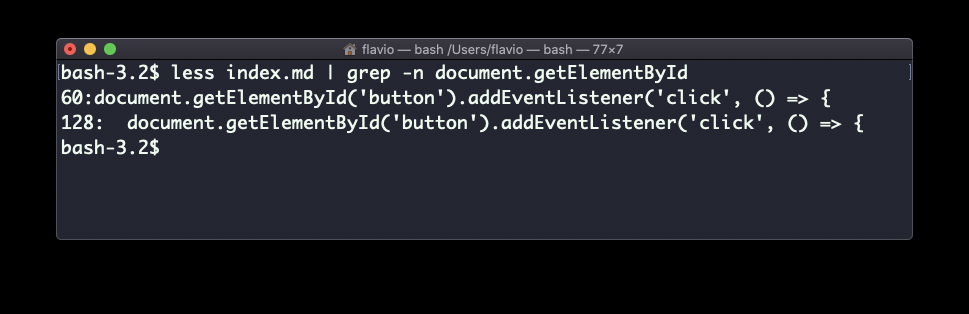 flavio — bash /Users/flavio — bash — 77×7
bash-3.2$ less index.md | grep -n document.getElementById
60:document.getElementById('button').addEventListener('click', () => {
128:  document.getElementById('button').addEventListener('click', () => {
bash-3.2$